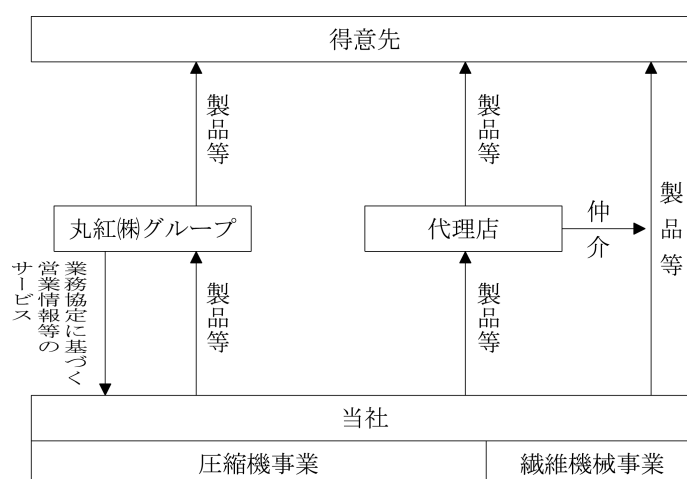 得意先
製品等
製品等
丸紅㈱グループ
代理店
仲介
製品等
業務協定に基づく
営業情報等の
サービス
製品等
製品等
当社
圧縮機事業
繊維機械事業